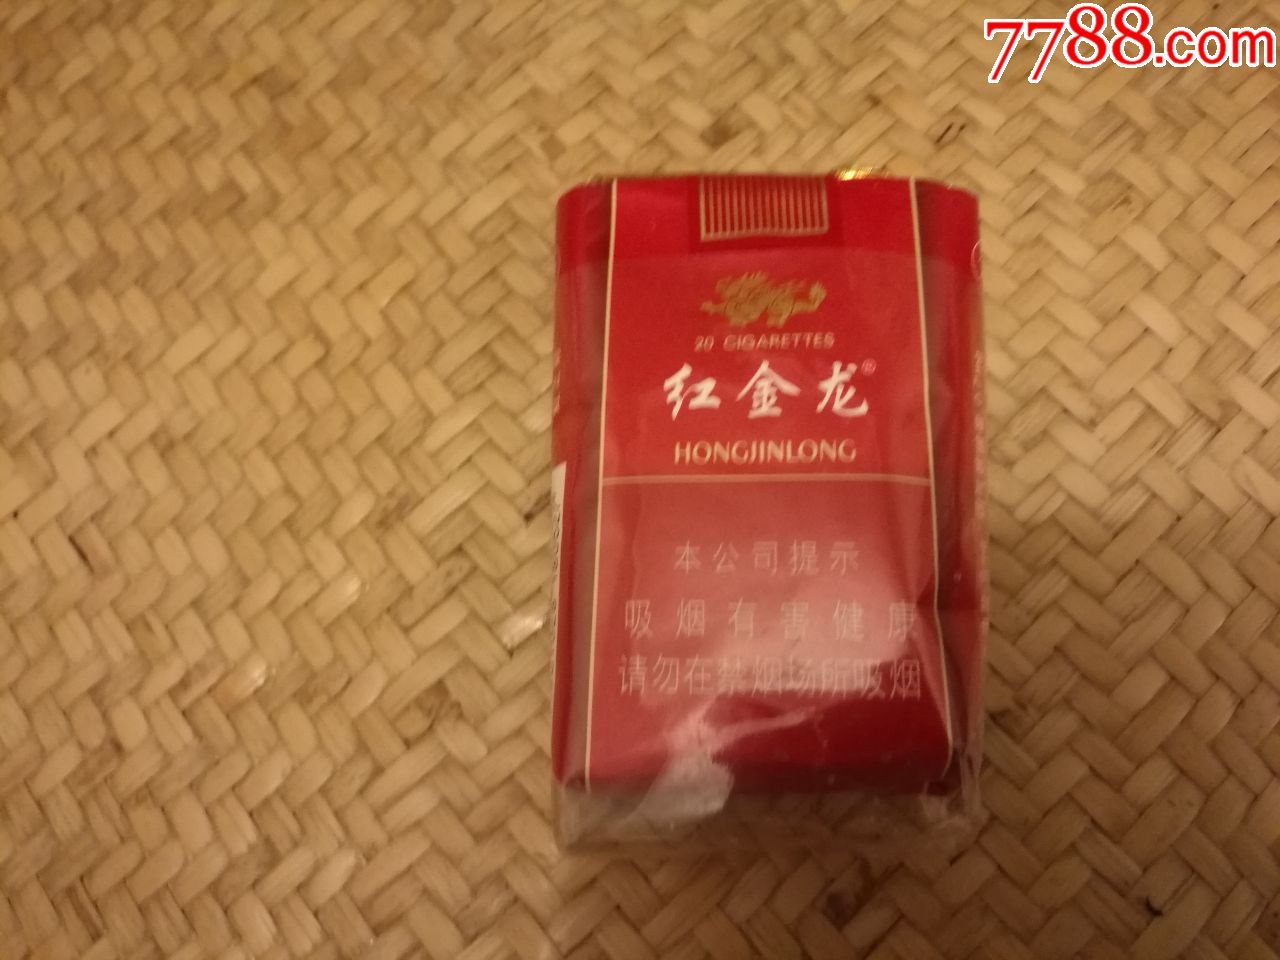 7788.com
20 CIGARETTES
红金龙®
HONGJINLONG
本公司提示
吸烟有害健康
请勿在禁烟场所吸烟